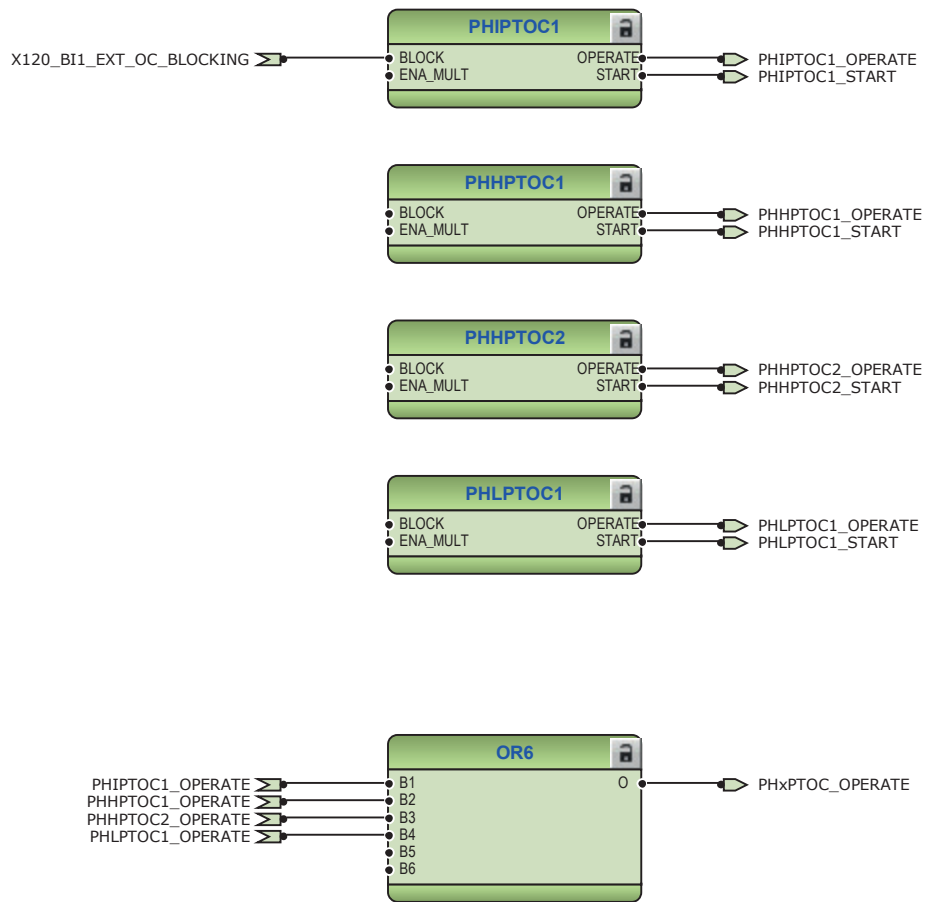 PHIPTOC1
X120_BI1_EXT_OC_BLOCKING
BLOCK
OPERATE
PHIPTOC1_OPERATE
ENA_MULT
START
PHIPTOC1_START
PHHPTOC1
BLOCK
OPERATE
PHHPTOC1_OPERATE
ENA_MULT
START
PHHPTOC1_START
PHHPTOC2
BLOCK
OPERATE
PHHPTOC2_OPERATE
ENA_MULT
START
PHHPTOC2_START
PHLPTOC1
BLOCK
OPERATE
PHLPTOC1_OPERATE
ENA_MULT
START
PHLPTOC1_START
OR6
PHIPTOC1_OPERATE
B1
O
PHxPTOC_OPERATE
PHHPTOC1_OPERATE
B2
PHHPTOC2_OPERATE
B3
PHLPTOC1_OPERATE
B4
B5
B6